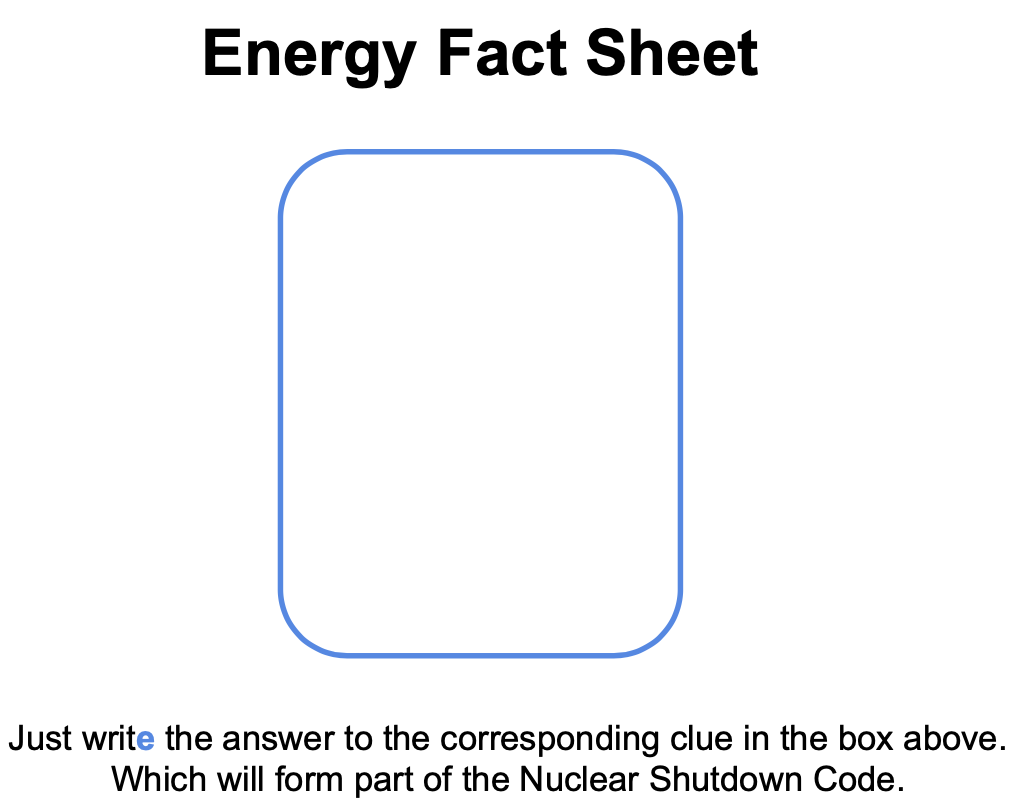 Energy Fact Sheet
Just write the answer to the corresponding clue in the box above.
Which will form part of the Nuclear Shutdown Code.